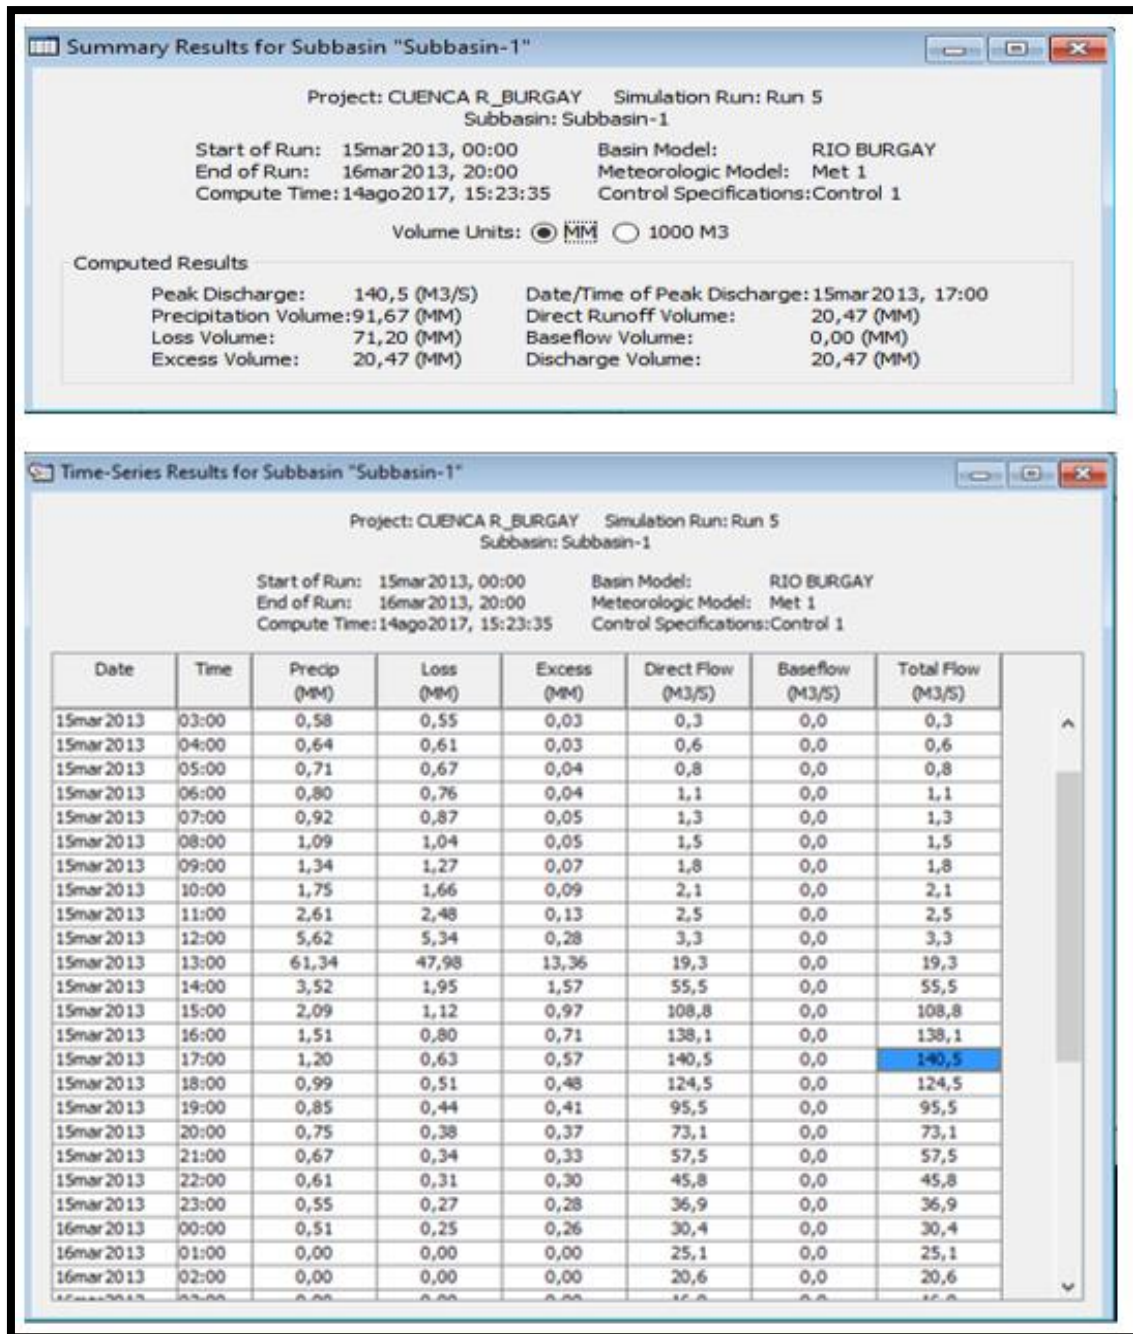 Summary Results for Subbasin "Subbasin-1"
Project: CUENCA R_BURGAY Simulation Run: Run 5
Subbasin: Subbasin-1
Start of Run: 15mar2013, 00:00 Basin Model: RIO BURGAY
End of Run: 16mar2013, 20:00 Meteorologic Model: Met 1
Compute Time:14ago2017, 15:23:35 Control Specifications:Control 1
Volume Units: MM 1000 M3
Computed Results
Peak Discharge: 140,5 (M3/S) Date/Time of Peak Discharge:15mar2013, 17:00
Precipitation Volume:91,67 (MM) Direct Runoff Volume: 20,47 (MM)
Loss Volume: 71,20 (MM) Baseflow Volume: 0,00 (MM)
Excess Volume: 20,47 (MM) Discharge Volume: 20,47 (MM)
Time-Series Results for Subbasin "Subbasin-1"
Project: CUENCA R_BURGAY Simulation Run: Run 5
Subbasin: Subbasin-1
Start of Run: 15mar2013, 00:00 Basin Model: RIO BURGAY
End of Run: 16mar2013, 20:00 Meteorologic Model: Met 1
Compute Time:14ago2017, 15:23:35 Control Specifications:Control 1
Date Time Precip Loss Excess Direct Flow Baseflow Total Flow
(MM) (MM) (MM) (M3/S) (M3/S) (M3/S)
15mar2013 03:00 0,58 0,55 0,03 0,3 0,0 0,3
15mar2013 04:00 0,64 0,61 0,03 0,6 0,0 0,6
15mar2013 05:00 0,71 0,67 0,04 0,8 0,0 0,8
15mar2013 06:00 0,80 0,76 0,04 1,1 0,0 1,1
15mar2013 07:00 0,92 0,87 0,05 1,3 0,0 1,3
15mar2013 08:00 1,09 1,04 0,05 1,5 0,0 1,5
15mar2013 09:00 1,34 1,27 0,07 1,8 0,0 1,8
15mar2013 10:00 1,75 1,66 0,09 2,1 0,0 2,1
15mar2013 11:00 2,61 2,48 0,13 2,5 0,0 2,5
15mar2013 12:00 5,62 5,34 0,28 3,3 0,0 3,3
15mar2013 13:00 61,34 47,98 13,36 19,3 0,0 19,3
15mar2013 14:00 3,52 1,95 1,57 55,5 0,0 55,5
15mar2013 15:00 2,09 1,12 0,97 108,8 0,0 108,8
15mar2013 16:00 1,51 0,80 0,71 138,1 0,0 138,1
15mar2013 17:00 1,20 0,63 0,57 140,5 0,0 140,5
15mar2013 18:00 0,99 0,51 0,48 124,5 0,0 124,5
15mar2013 19:00 0,85 0,44 0,41 95,5 0,0 95,5
15mar2013 20:00 0,75 0,38 0,37 73,1 0,0 73,1
15mar2013 21:00 0,67 0,34 0,33 57,5 0,0 57,5
15mar2013 22:00 0,61 0,31 0,30 45,8 0,0 45,8
15mar2013 23:00 0,55 0,27 0,28 36,9 0,0 36,9
16mar2013 00:00 0,51 0,25 0,26 30,4 0,0 30,4
16mar2013 01:00 0,00 0,00 0,00 25,1 0,0 25,1
16mar2013 02:00 0,00 0,00 0,00 20,6 0,0 20,6